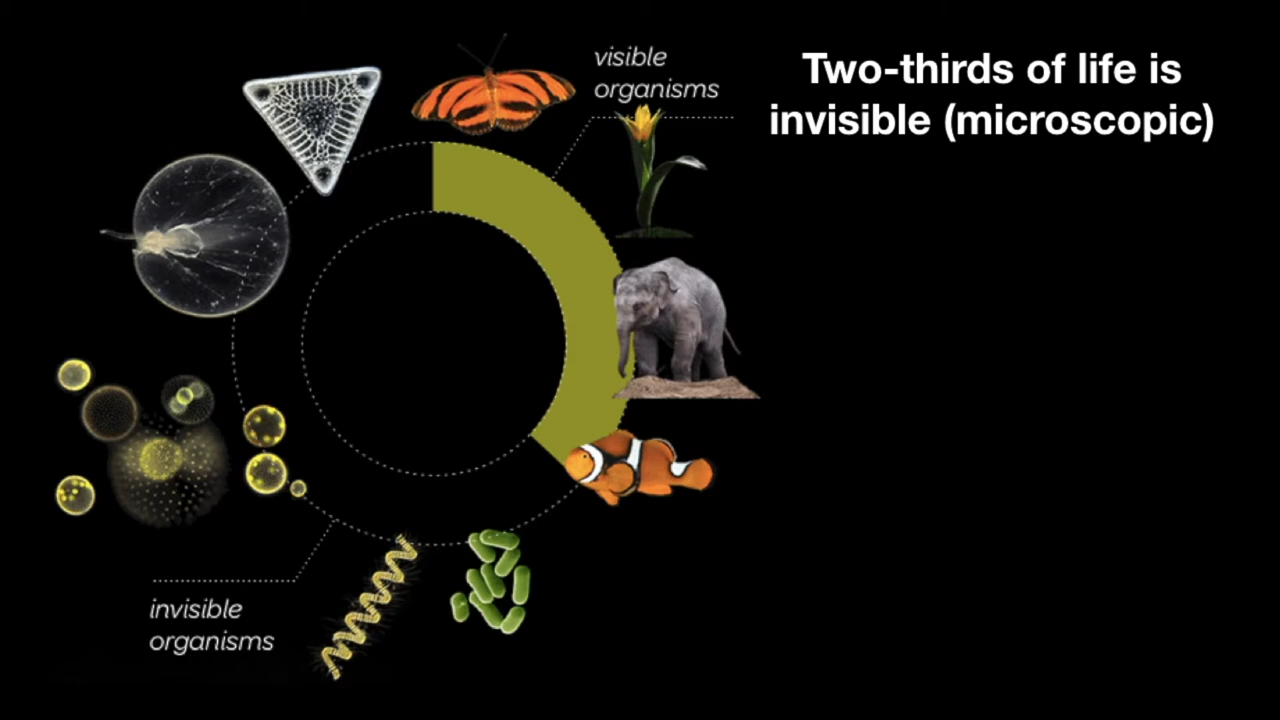 visible
organisms
Two-thirds of life is
invisible (microscopic)
invisible
organisms